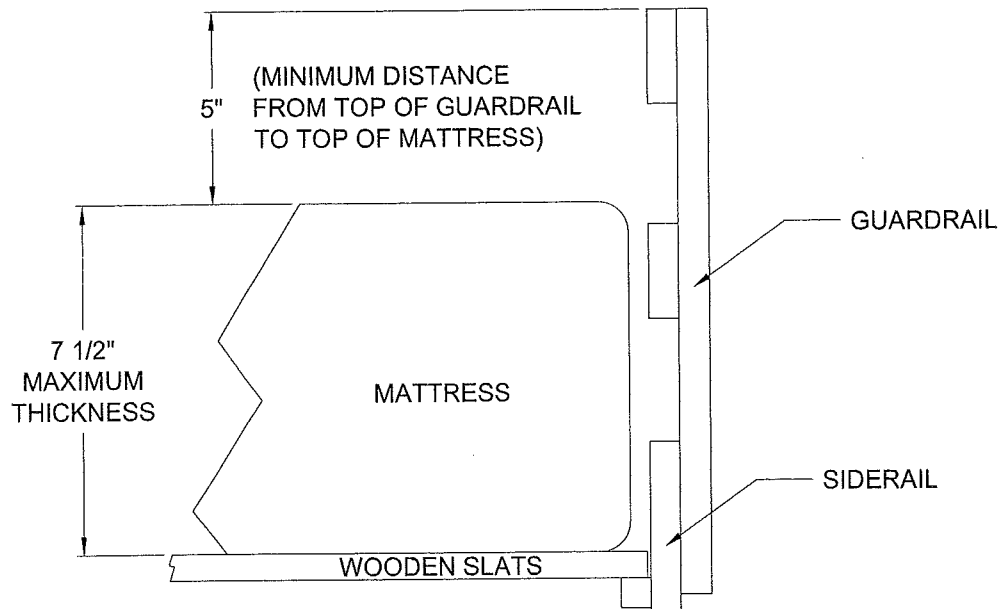 5"
(MINIMUM DISTANCE
FROM TOP OF GUARDRAIL
TO TOP OF MATTRESS)
GUARDRAIL
7 1/2"
MAXIMUM
THICKNESS
MATTRESS
SIDERAIL
WOODEN SLATS